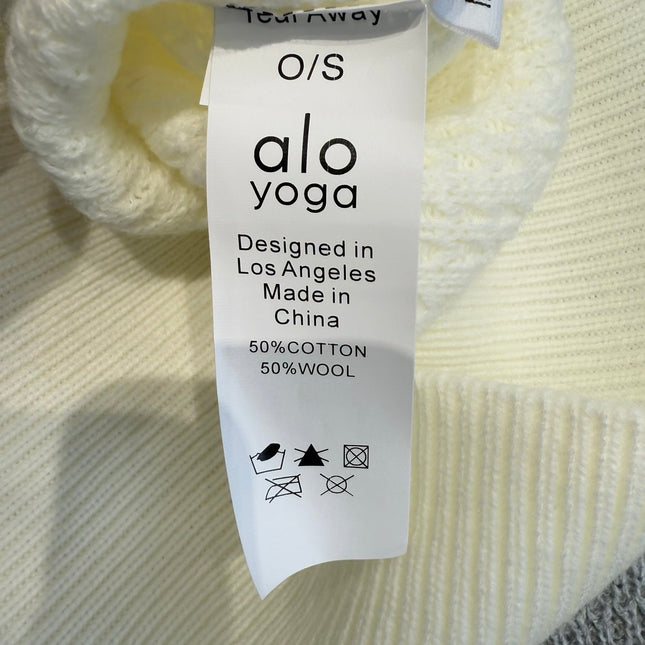 Tear Away
O/S
alo
yoga
Designed in
Los Angeles
Made in
China
50%COTTON
50%WOOL